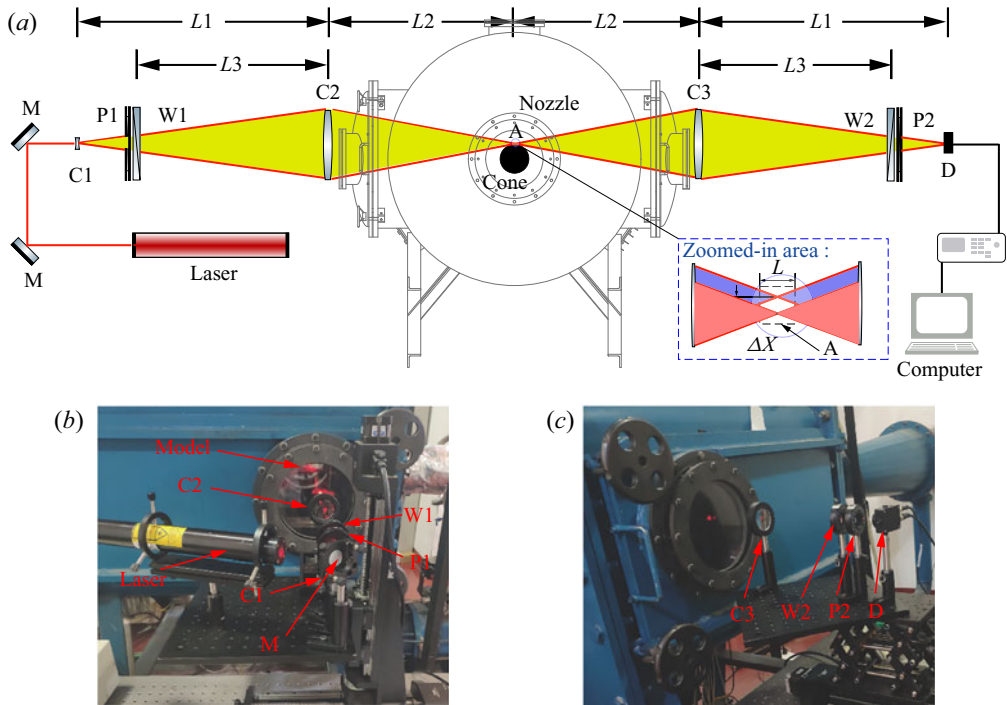 (a)
L1
L2
L2
L1
L3
L3
C2
C3
M
P1
W1
Nozzle
A
W2
P2
C1
Cone
D
Laser
M
Zoomed-in area :
L
ΔX
A
Computer
(b)
(c)
Model
C2
W1
P1
Laser
C1
M
C3
W2
P2
D